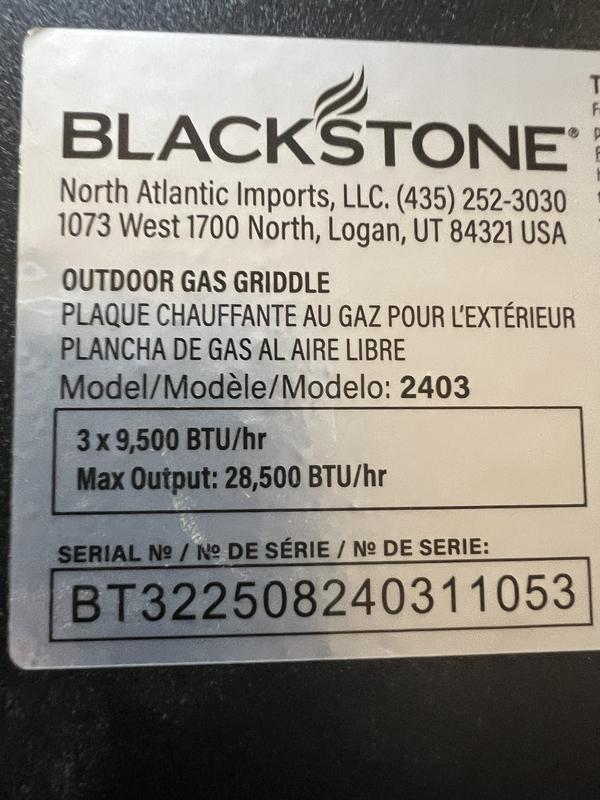 BLACKSTONE®
North Atlantic Imports, LLC. (435) 252-3030
1073 West 1700 North, Logan, UT 84321 USA
OUTDOOR GAS GRIDDLE
PLAQUE CHAUFFANTE AU GAZ POUR L'EXTÉRIEUR
PLANCHA DE GAS AL AIRE LIBRE
Model/Modèle/Modelo: 2403
3 x 9,500 BTU/hr
Max Output: 28,500 BTU/hr
SERIAL Nº / Nº DE SÉRIE / Nº DE SERIE:
BT322508240311053